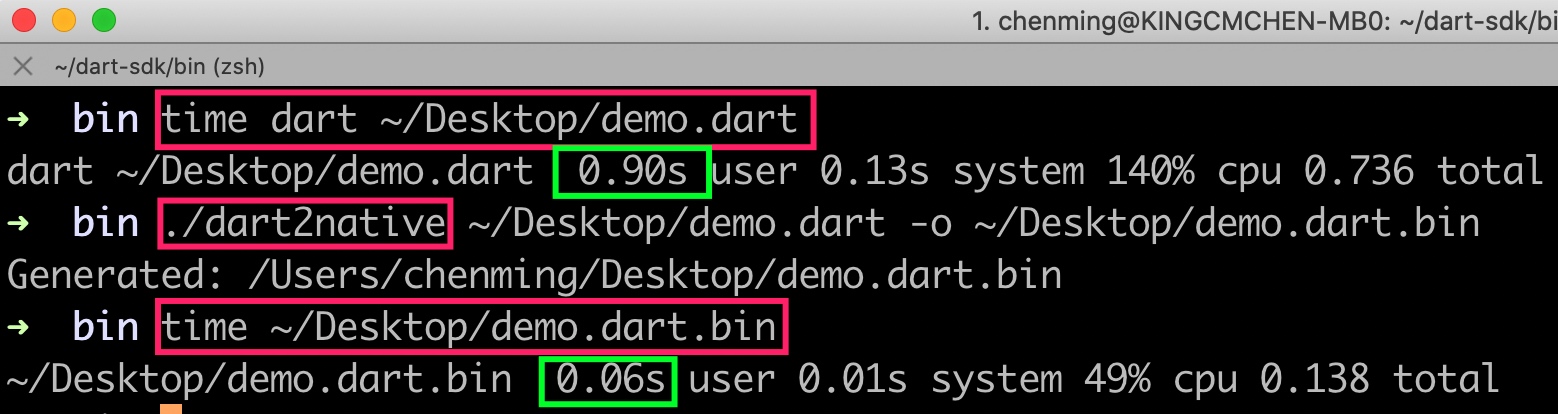 1. chenming@KINGCMCHEN-MB0: ~/dart-sdk/bi
~/dart-sdk/bin (zsh)
➜ bin time dart ~/Desktop/demo.dart
dart ~/Desktop/demo.dart 0.90s user 0.13s system 140% cpu 0.736 total
➜ bin ./dart2native ~/Desktop/demo.dart -o ~/Desktop/demo.dart.bin
Generated: /Users/chenming/Desktop/demo.dart.bin
➜ bin time ~/Desktop/demo.dart.bin
~/Desktop/demo.dart.bin 0.06s user 0.01s system 49% cpu 0.138 total